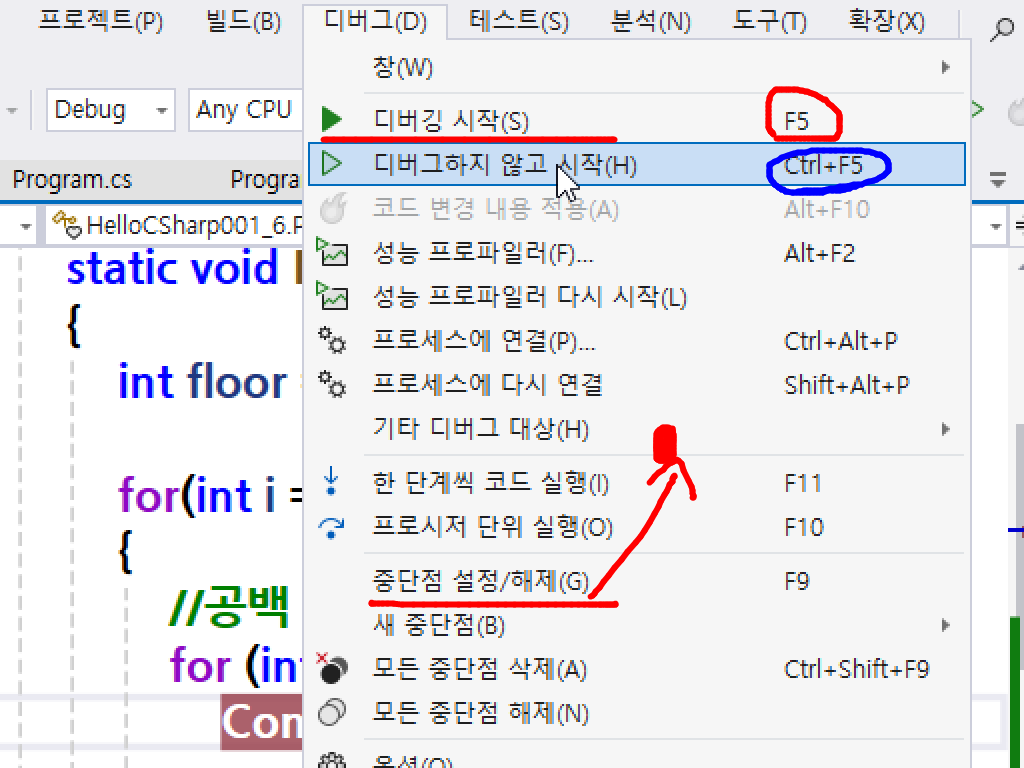 프로젝트(P) 빌드(B) 디버그(D) 테스트(S) 분석(N) 도구(T) 확장(X)
창(W)
Debug Any CPU
디버깅 시작(S) F5
디버그하지 않고 시작(H) Ctrl+F5
Program.cs Progra
코드 변경 내용 적용(A) Alt+F10
HelloCSharp001_6.P
성능 프로파일러(F)... Alt+F2
static void
성능 프로파일러 다시 시작(L)
{
프로세스에 연결(P)... Ctrl+Alt+P
int floor
프로세스에 다시 연결 Shift+Alt+P
기타 디버그 대상(H)
한 단계씩 코드 실행(I) F11
for(int i =
프로시저 단위 실행(O) F10
{
중단점 설정/해제(G) F9
//공백
새 중단점(B)
for (int
모든 중단점 삭제(A) Ctrl+Shift+F9
모든 중단점 해제(N)
Con
옵션(O)